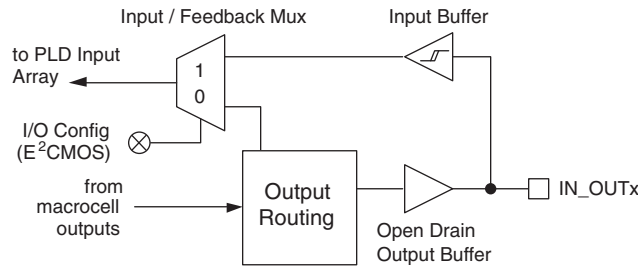 Input / Feedback Mux
Input Buffer
to PLD Input
Array
1
0
I/O Config
(E²CMOS)
from
macrocell
outputs
Output
Routing
IN_OUTx
Open Drain
Output Buffer